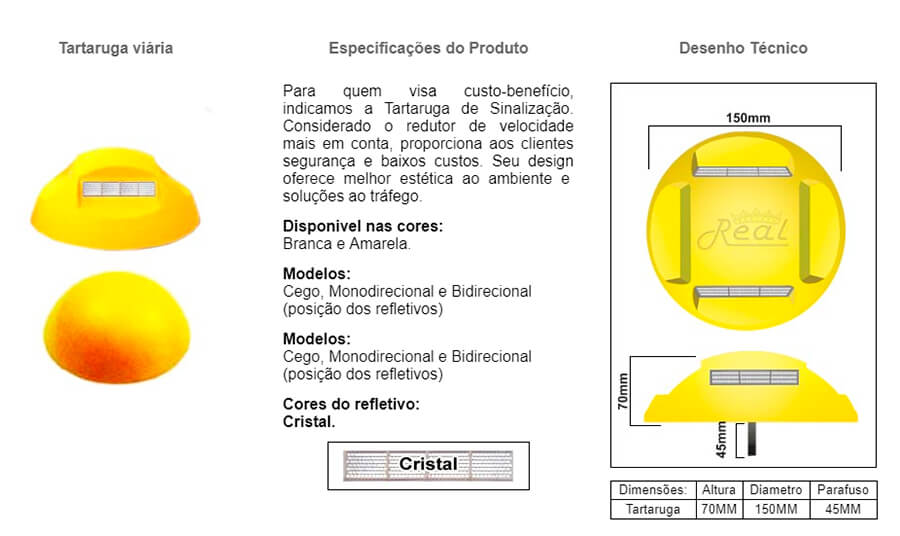 Tartaruga viária
Especificações do Produto
Para quem visa custo-benefício,
indicamos a Tartaruga de Sinalização.
Considerado o redutor de velocidade
mais em conta, proporciona aos clientes
segurança e baixos custos. Seu design
oferece melhor estética ao ambiente e
soluções ao tráfego.
Disponivel nas cores:
Branca e Amarela.
Modelos:
Cego, Monodirecional e Bidirecional
(posição dos refletivos)
Modelos:
Cego, Monodirecional e Bidirecional
(posição dos refletivos)
Cores do refletivo:
Cristal.
Cristal
Desenho Técnico
150mm
Real
70mm
45mm
Dimensões: Altura Diametro Parafuso
Tartaruga 70MM 150MM 45MM